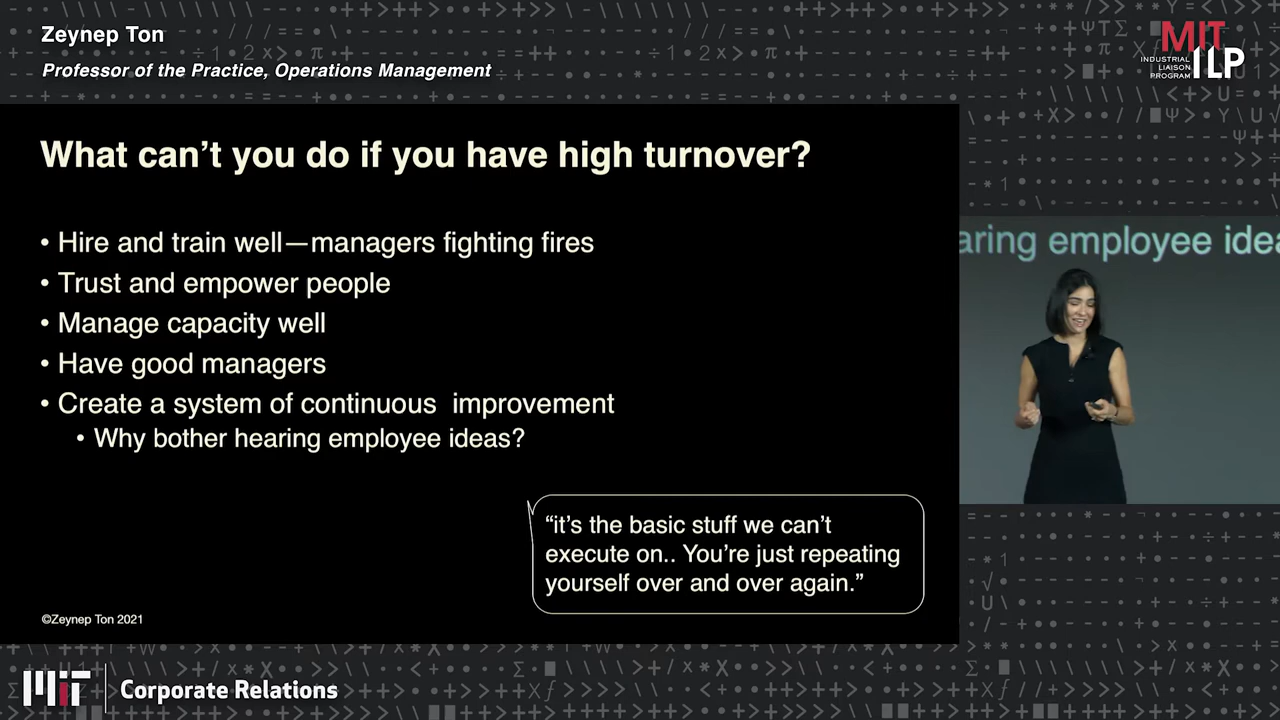 Zeynep Ton
Professor of the Practice, Operations Management
MIT
INDUSTRIAL
LIAISON
PROGRAM
ILP
What can’t you do if you have high turnover?
• Hire and train well—managers fighting fires
• Trust and empower people
• Manage capacity well
• Have good managers
• Create a system of continuous  improvement
• Why bother hearing employee ideas?
“it’s the basic stuff we can’t
execute on.. You’re just repeating
yourself over and over again.”
©Zeynep Ton 2021
employee
MIT
Corporate Relations